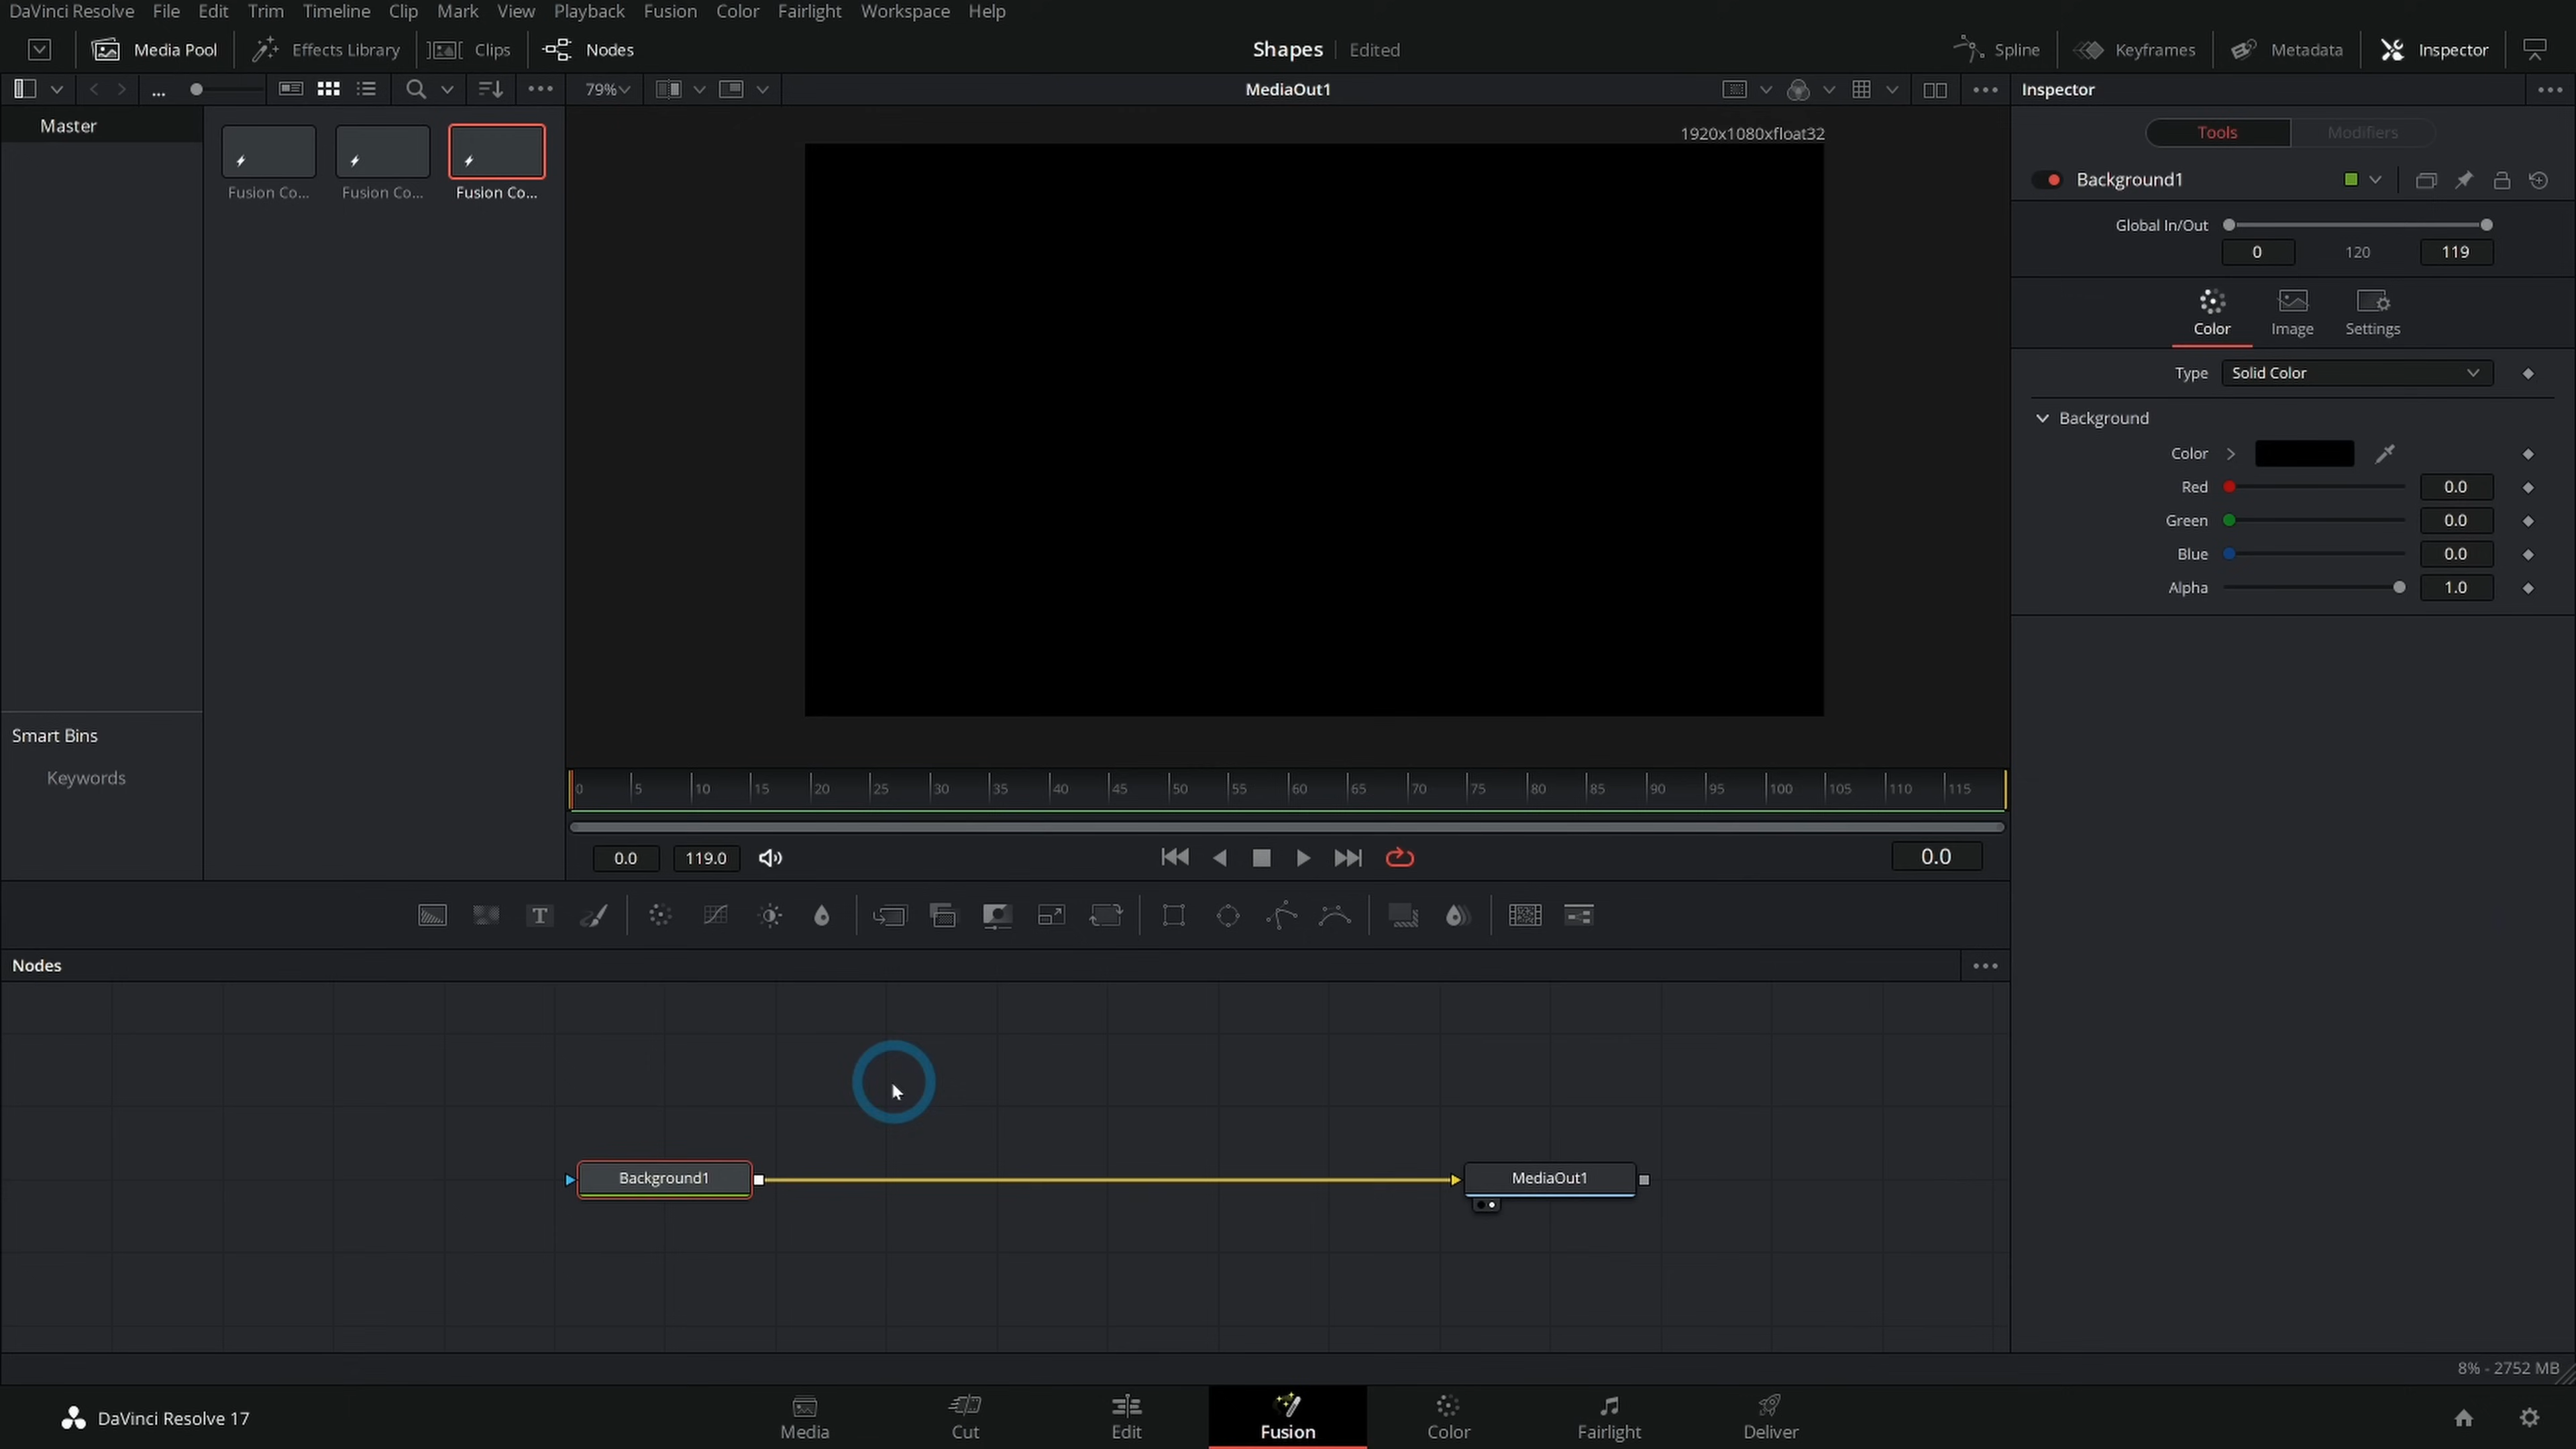 DaVinci Resolve File Edit Trim Timeline Clip Mark View Playback Fusion Color Fairlight Workspace Help
Media Pool Effects Library Clips Nodes Shapes Edited Spline Keyframes Metadata Inspector
... 79% MediaOut1 Inspector
Master
1920x1080xfloat32
Tools Modifiers
Fusion Co... Fusion Co... Fusion Co...
Background1
Global In/Out
0 120 119
Color Image Settings
Type Solid Color
Background
Color
Red 0.0
Green 0.0
Blue 0.0
Alpha 1.0
Smart Bins
Keywords
0 5 10 15 20 25 30 35 40 45 50 55 60 65 70 75 80 85 90 95 100 105 110 115
0.0 119.0 0.0
T
Nodes
Background1 MediaOut1
8% - 2752 MB
DaVinci Resolve 17 Media Cut Edit Fusion Color Fairlight Deliver